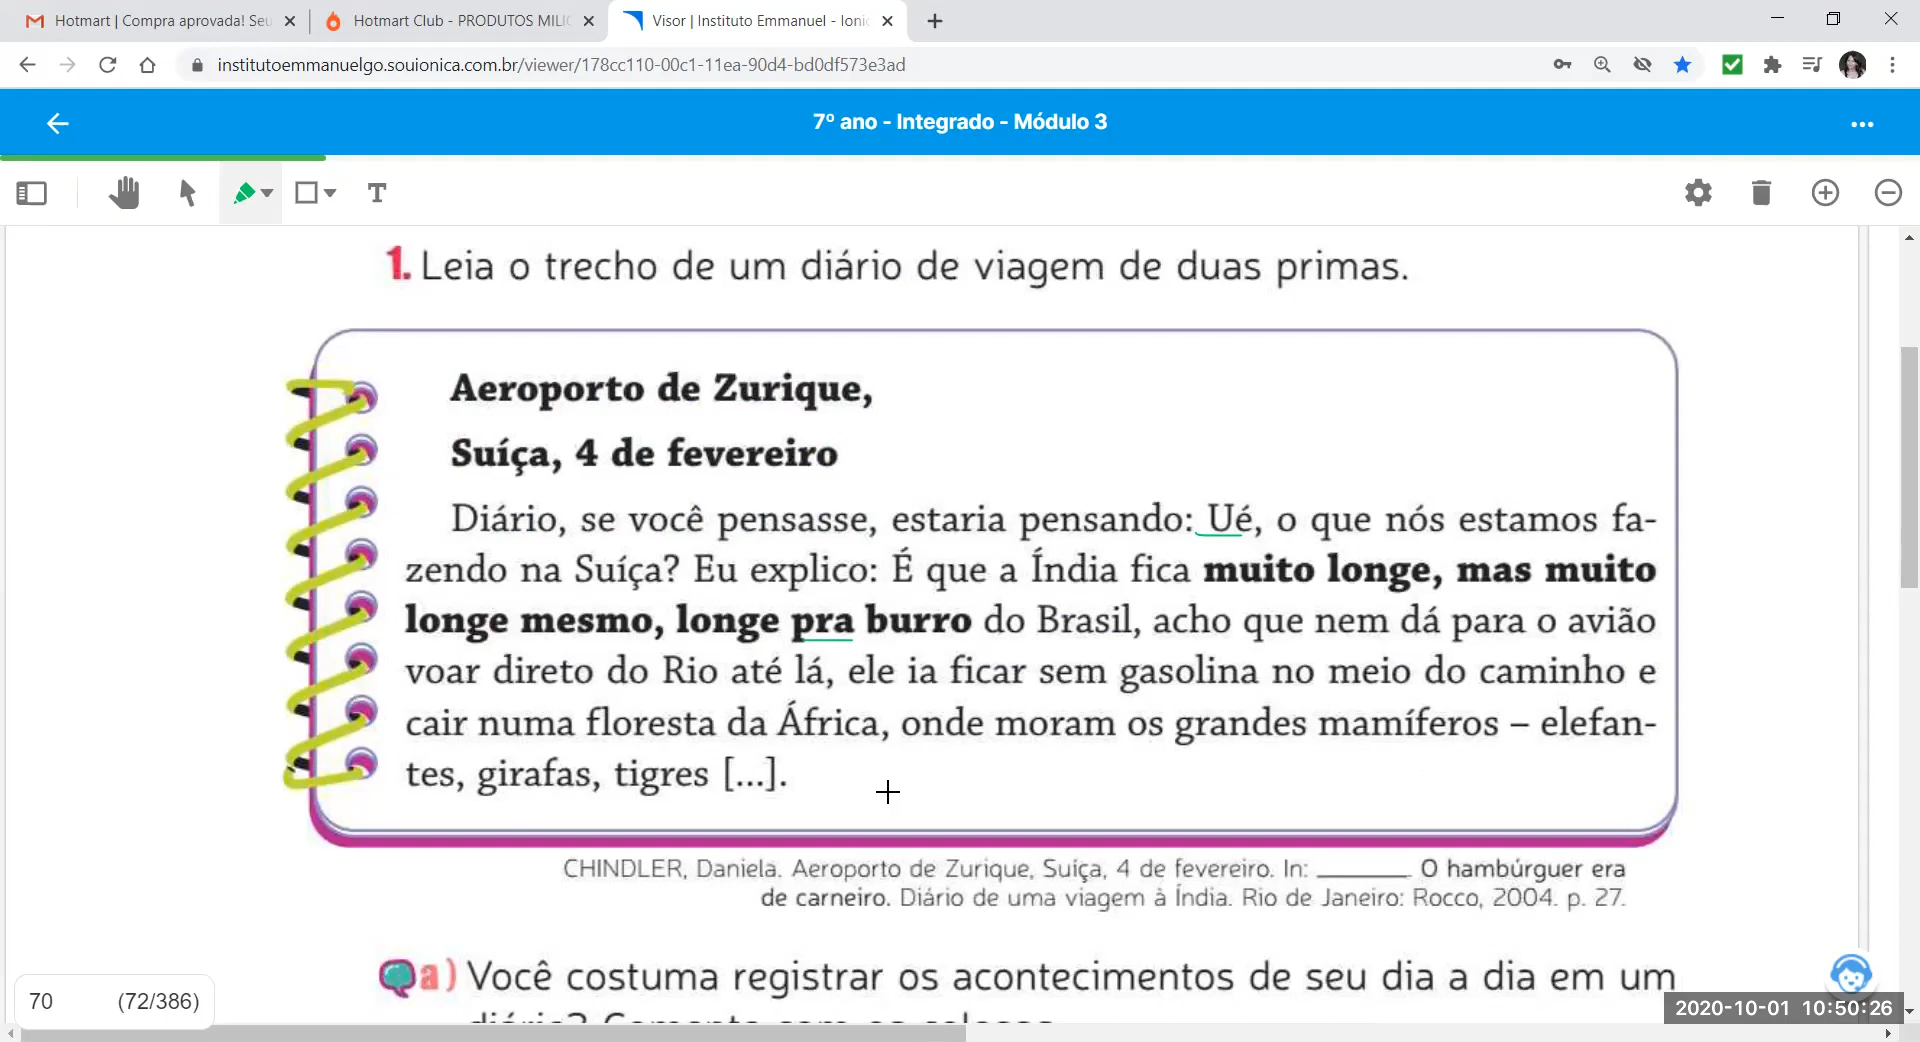 Hotmart | Compra aprovada! Seu
Hotmart Club - PRODUTOS MILI
Visor | Instituto Emmanuel - Ionic
institutoemmanuelgo.souionica.com.br/viewer/178cc110-00c1-11ea-90d4-bd0df573e3ad
7º ano - Integrado - Módulo 3
T
1. Leia o trecho de um diário de viagem de duas primas.
Aeroporto de Zurique,
Suíça, 4 de fevereiro
Diário, se você pensasse, estaria pensando: Ué, o que nós estamos fa-
zendo na Suíça? Eu explico: É que a Índia fica muito longe, mas muito
longe mesmo, longe pra burro do Brasil, acho que nem dá para o avião
voar direto do Rio até lá, ele ia ficar sem gasolina no meio do caminho e
cair numa floresta da África, onde moram os grandes mamíferos – elefan-
tes, girafas, tigres [...].
CHINDLER, Daniela. Aeroporto de Zurique, Suíça, 4 de fevereiro. In: ________. O hambúrguer era
de carneiro. Diário de uma viagem à Índia. Rio de Janeiro: Rocco, 2004. p. 27.
a) Você costuma registrar os acontecimentos de seu dia a dia em um
70 (72/386)
2020-10-01 10:50:26